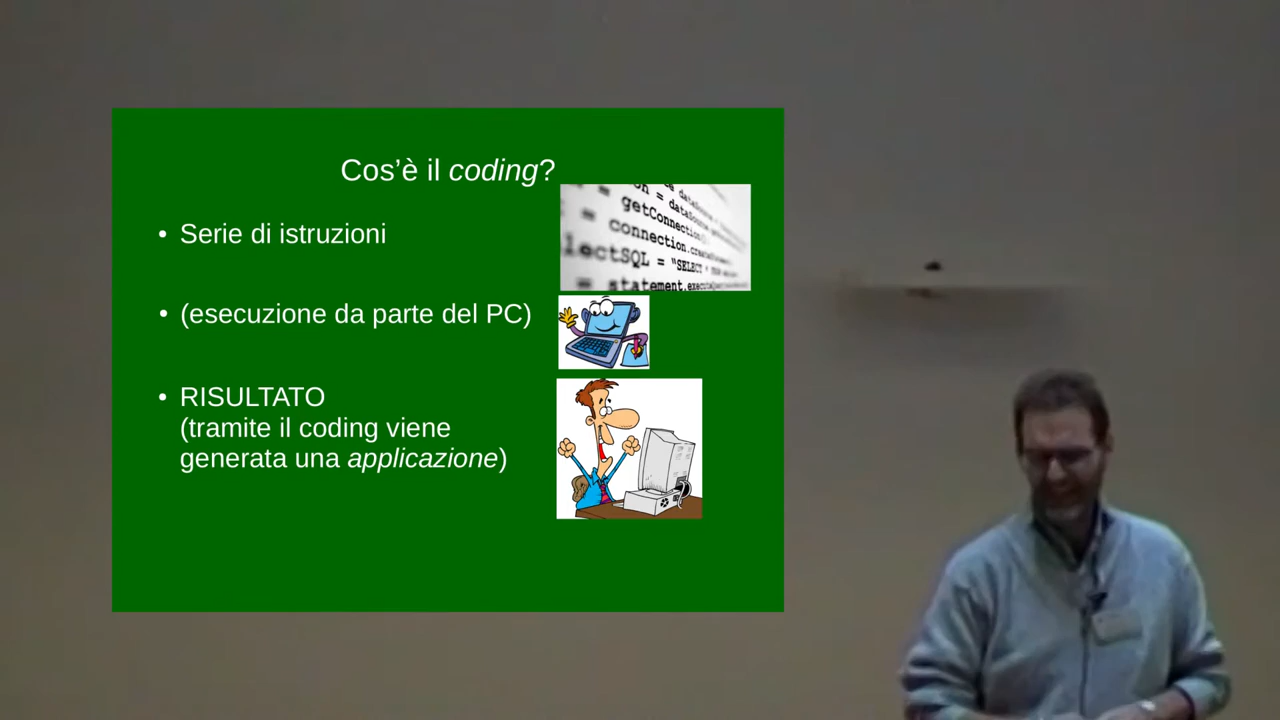 Cos’è il coding?
• Serie di istruzioni
• (esecuzione da parte del PC)
• RISULTATO
(tramite il coding viene
generata una applicazione)
getConnection()
= connection.
lectSQL = "SELECT
= statement.